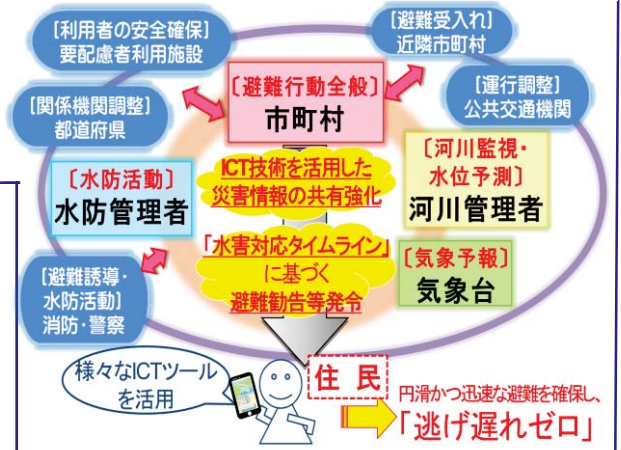 [利用者の安全確保]
要配慮者利用施設
[避難受入れ]
近隣市町村
[関係機関調整]
都道府県
〔避難行動全般〕
市町村
[運行調整]
公共交通機関
〔水防活動〕
水防管理者
ICT技術を活用した
災害情報の共有強化
〔河川監視・
水位予測〕
河川管理者
「水害対応タイムライン」
に基づく
避難勧告等発令
〔気象予報〕
気象台
[避難誘導・
水防活動]
消防・警察
様々なICTツール
を活用
住 民
円滑かつ迅速な避難を確保し、
「逃げ遅れゼロ」